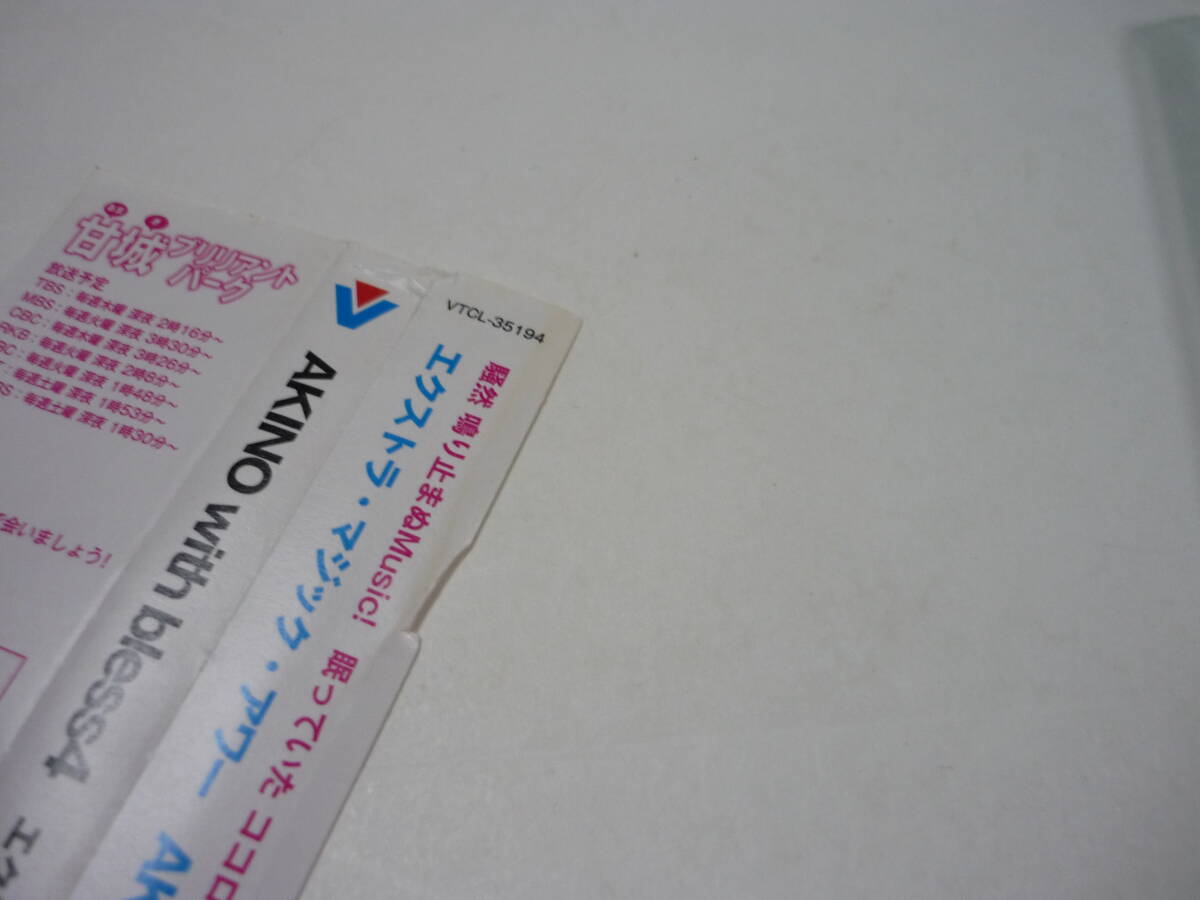 甘城ブリリアント
パーク
放送予定
TBS：毎週木曜 深夜 2時16分～
MBS：毎週火曜 深夜 3時30分～
CBC：毎週木曜 深夜 3時26分～
RKB：毎週火曜 深夜 2時8分～
BC：毎週火曜 深夜 1時48分～
：毎週土曜 深夜 1時53分～
S：毎週土曜 深夜 1時30分～
会いましょう!
AKINO with bless4 エク
VTCL-35194
騒然 鳴り止まぬMusic! 眠っていた ココロ
エクストラ・マジック・アワー AK